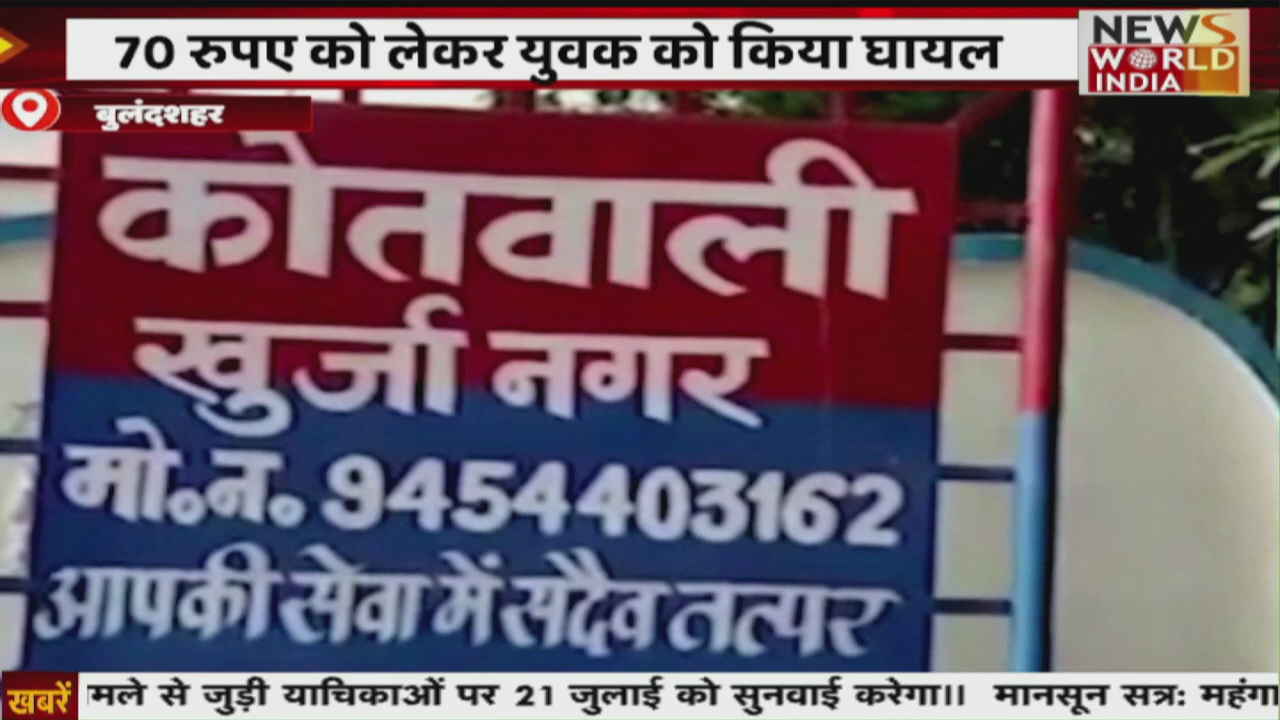 70 रुपए को लेकर युवक को किया घायल
NEWS
WORLD
INDIA
बुलंदशहर
कोतवाली
खुर्जा नगर
मो.न. 9454403162
आपकी सेवा में सदैव तत्पर
खबरें
मले से जुड़ी याचिकाओं पर 21 जुलाई को सुनवाई करेगा।। मानसून सत्र: महंगा